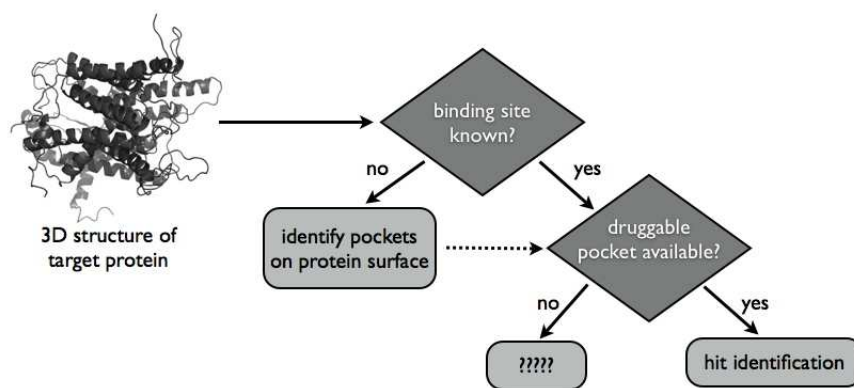 binding site
known?
no
yes
3D structure of
target protein
identify pockets
on protein surface
druggable
pocket available?
no
yes
?????
hit identification